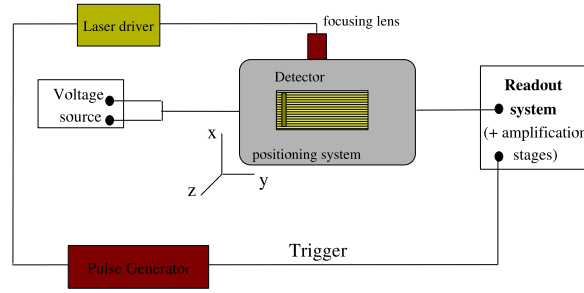 Laser driver
focusing lens
Voltage
source
Detector
positioning system
Readout
system
(+ amplification
stages)
x
y
z
Trigger
Pulse Generator